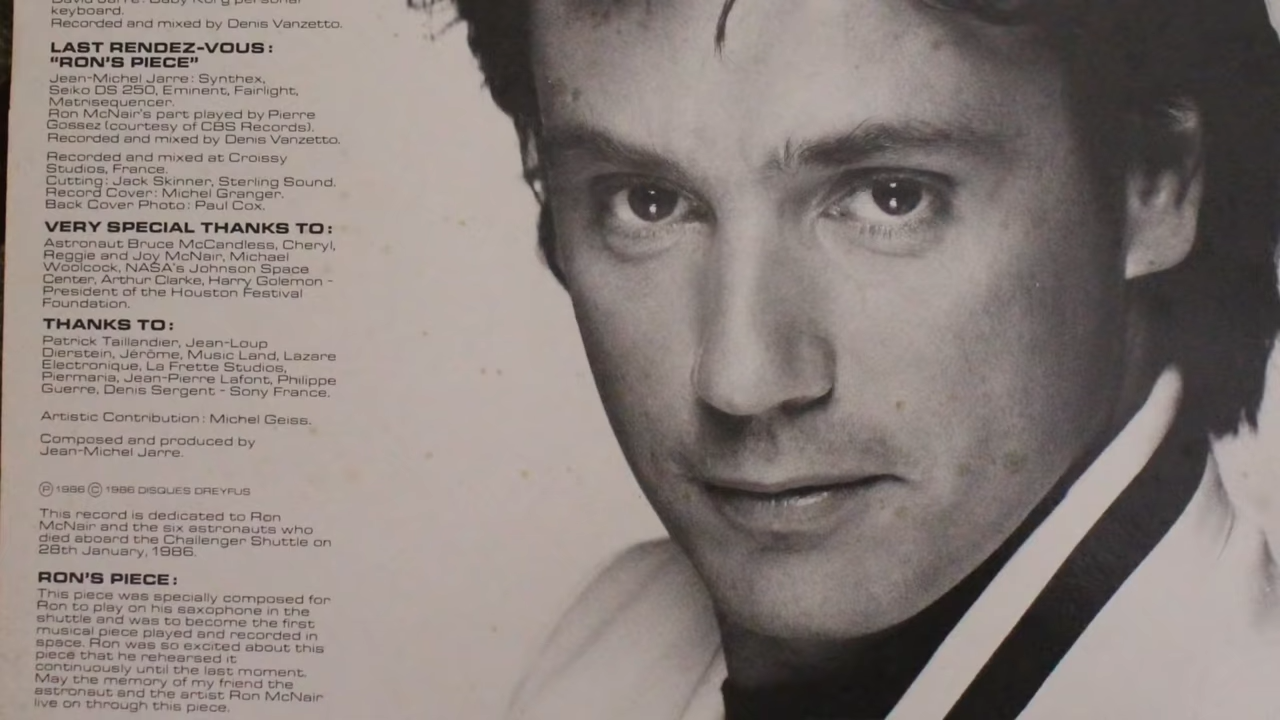 David Jarre: Baby Korg personal
keyboard.
Recorded and mixed by Denis Vanzetto.
LAST RENDEZ-VOUS:
"RON'S PIECE"
Jean-Michel Jarre: Synthex,
Seiko DS 250, Eminent, Fairlight,
Matrisequencer.
Ron McNair's part played by Pierre
Gossez (courtesy of CBS Records).
Recorded and mixed by Denis Vanzetto.
Recorded and mixed at Croissy
Studios, France.
Cutting: Jack Skinner, Sterling Sound.
Record Cover: Michel Granger.
Back Cover Photo: Paul Cox.
VERY SPECIAL THANKS TO:
Astronaut Bruce McCandless, Cheryl,
Reggie and Joy McNair, Michael
Woolcock, NASA's Johnson Space
Center, Arthur Clarke, Harry Golemon -
President of the Houston Festival
Foundation.
THANKS TO:
Patrick Taillandier, Jean-Loup
Dierstein, Jérôme, Music Land, Lazare
Electronique, La Frette Studios,
Piermaria, Jean-Pierre Lafont, Philippe
Guerre, Denis Sergent - Sony France.
Artistic Contribution: Michel Geiss.
Composed and produced by
Jean-Michel Jarre.
Ⓟ 1986 © 1986 DISQUES DREYFUS
This record is dedicated to Ron
McNair and the six astronauts who
died aboard the Challenger Shuttle on
28th January, 1986.
RON'S PIECE:
This piece was specially composed for
Ron to play on his saxophone in the
shuttle and was to become the first
musical piece played and recorded in
space. Ron was so excited about this
piece that he rehearsed it
continuously until the last moment.
May the memory of my friend the
astronaut and the artist Ron McNair
live on through this piece.